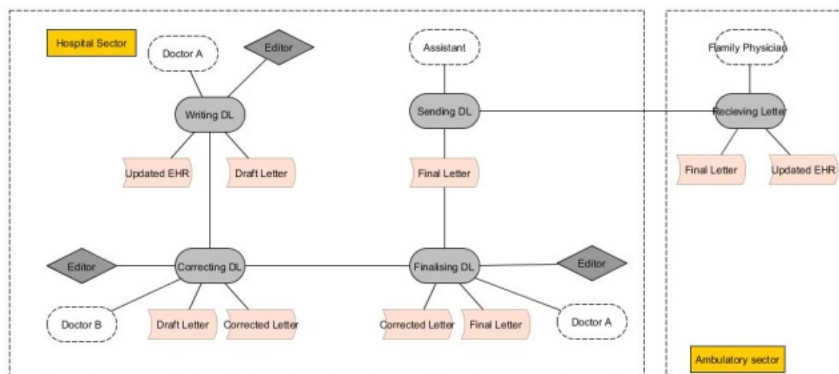 Hospital Sector
Doctor A
Editor
Assistant
Family Physician
Writing DL
Sending DL
Recieving Letter
Updated EHR
Draft Letter
Final Letter
Final Letter
Updated EHR
Editor
Correcting DL
Finalising DL
Editor
Doctor B
Draft Letter
Corrected Letter
Corrected Letter
Final Letter
Doctor A
Ambulatory sector